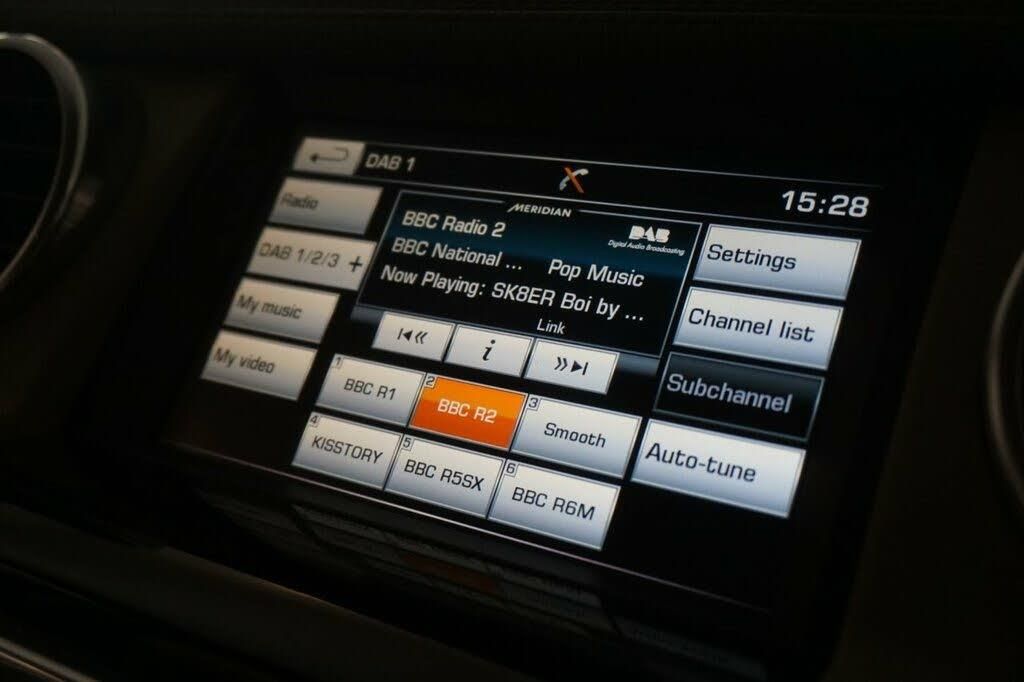 DAB 1
15:28
Radio
DAB 1/2/3 +
My music
My video
MERIDIAN
BBC Radio 2
DAB
Digital Audio Broadcasting
BBC National ... Pop Music
Now Playing: SK8ER Boi by ...
Link
i
1 BBC R1
2 BBC R2
3 Smooth
4 KISSTORY
5 BBC R5SX
6 BBC R6M
Settings
Channel list
Subchannel
Auto-tune